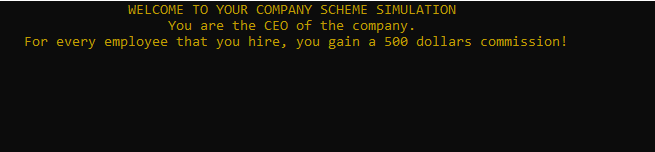 WELCOME TO YOUR COMPANY SCHEME SIMULATION
You are the CEO of the company.
For every employee that you hire, you gain a 500 dollars commission!